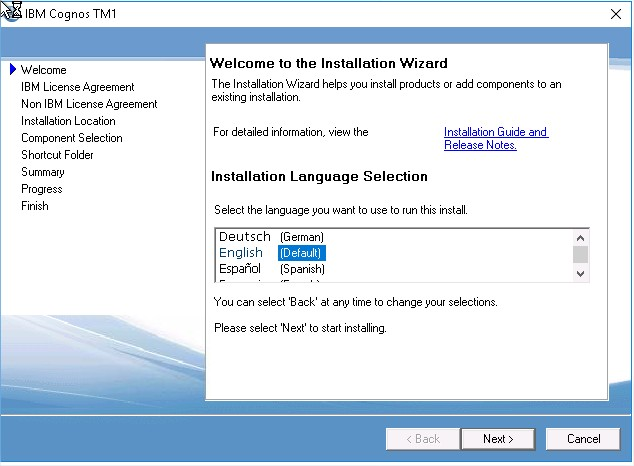 IBM Cognos TM1
Welcome
IBM License Agreement
Non IBM License Agreement
Installation Location
Component Selection
Shortcut Folder
Summary
Progress
Finish
Welcome to the Installation Wizard
The Installation Wizard helps you install products or add components to an
existing installation.
For detailed information, view the
Installation Guide and
Release Notes.
Installation Language Selection
Select the language you want to use to run this install.
Deutsch (German)
English (Default)
Español (Spanish)
You can select 'Back' at any time to change your selections.
Please select 'Next' to start installing.
< Back Next > Cancel